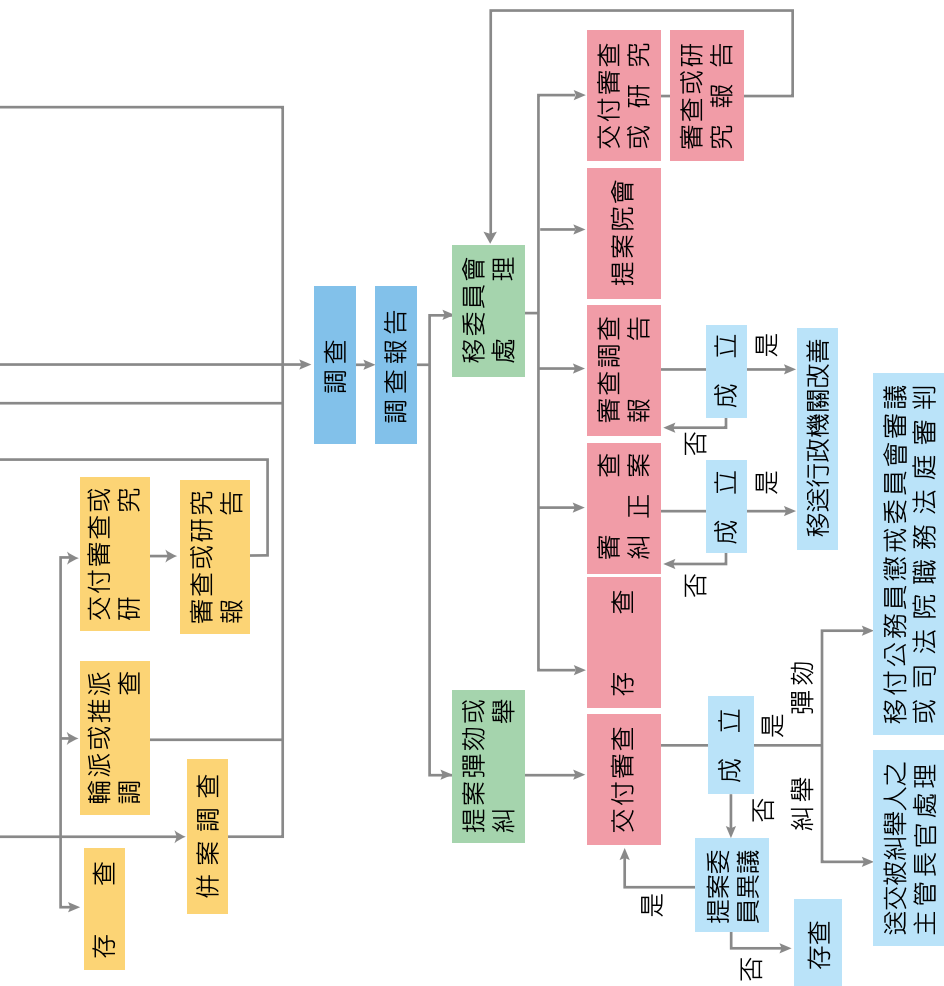 存查
輪派或推派
調查
交付審查或
研究
併案調查
審查或研究
報告
調查
調查報告
提案彈劾或
糾舉
移委員會
處理
交付審查
存查
審查
糾正案
審查調查
報告
提案院會
交付審查
或研究
審查或研
究報告
是
否
成立
否
成立
否
成立
提案委
員異議
是
是
是
否
糾舉
彈劾
存查
移送行政機關改善
送交被糾舉人之
主管長官處理
移付公務員懲戒委員會審議
或司法院職務法庭審判